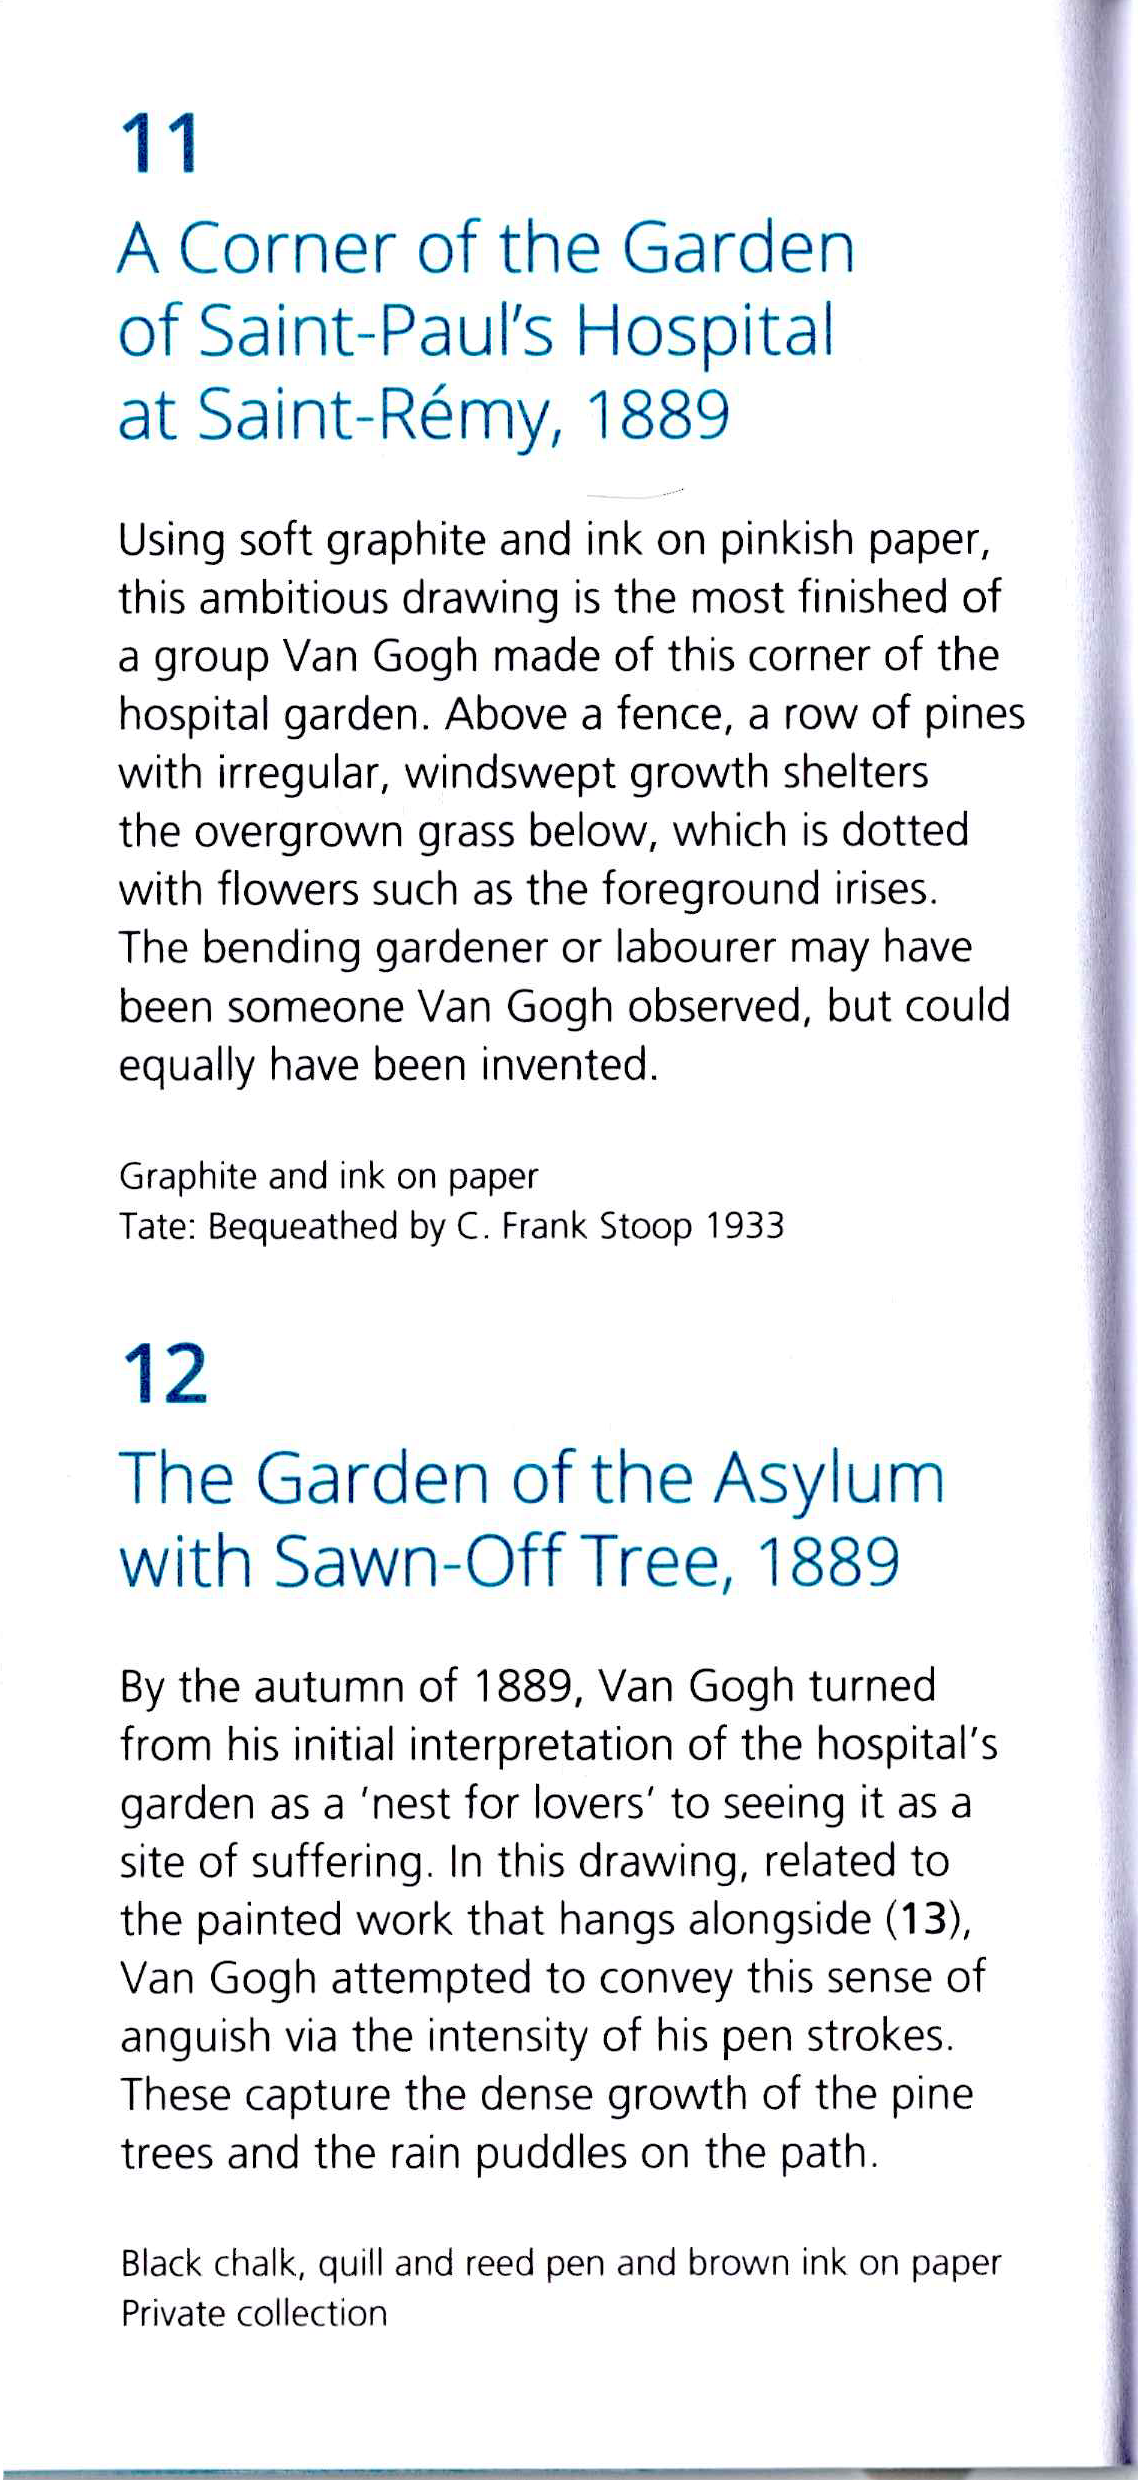 11
A Corner of the Garden
of Saint-Paul's Hospital
at Saint-Rémy, 1889
Using soft graphite and ink on pinkish paper,
this ambitious drawing is the most finished of
a group Van Gogh made of this corner of the
hospital garden. Above a fence, a row of pines
with irregular, windswept growth shelters
the overgrown grass below, which is dotted
with flowers such as the foreground irises.
The bending gardener or labourer may have
been someone Van Gogh observed, but could
equally have been invented.
Graphite and ink on paper
Tate: Bequeathed by C. Frank Stoop 1933
12
The Garden of the Asylum
with Sawn-Off Tree, 1889
By the autumn of 1889, Van Gogh turned
from his initial interpretation of the hospital's
garden as a 'nest for lovers' to seeing it as a
site of suffering. In this drawing, related to
the painted work that hangs alongside (13),
Van Gogh attempted to convey this sense of
anguish via the intensity of his pen strokes.
These capture the dense growth of the pine
trees and the rain puddles on the path.
Black chalk, quill and reed pen and brown ink on paper
Private collection